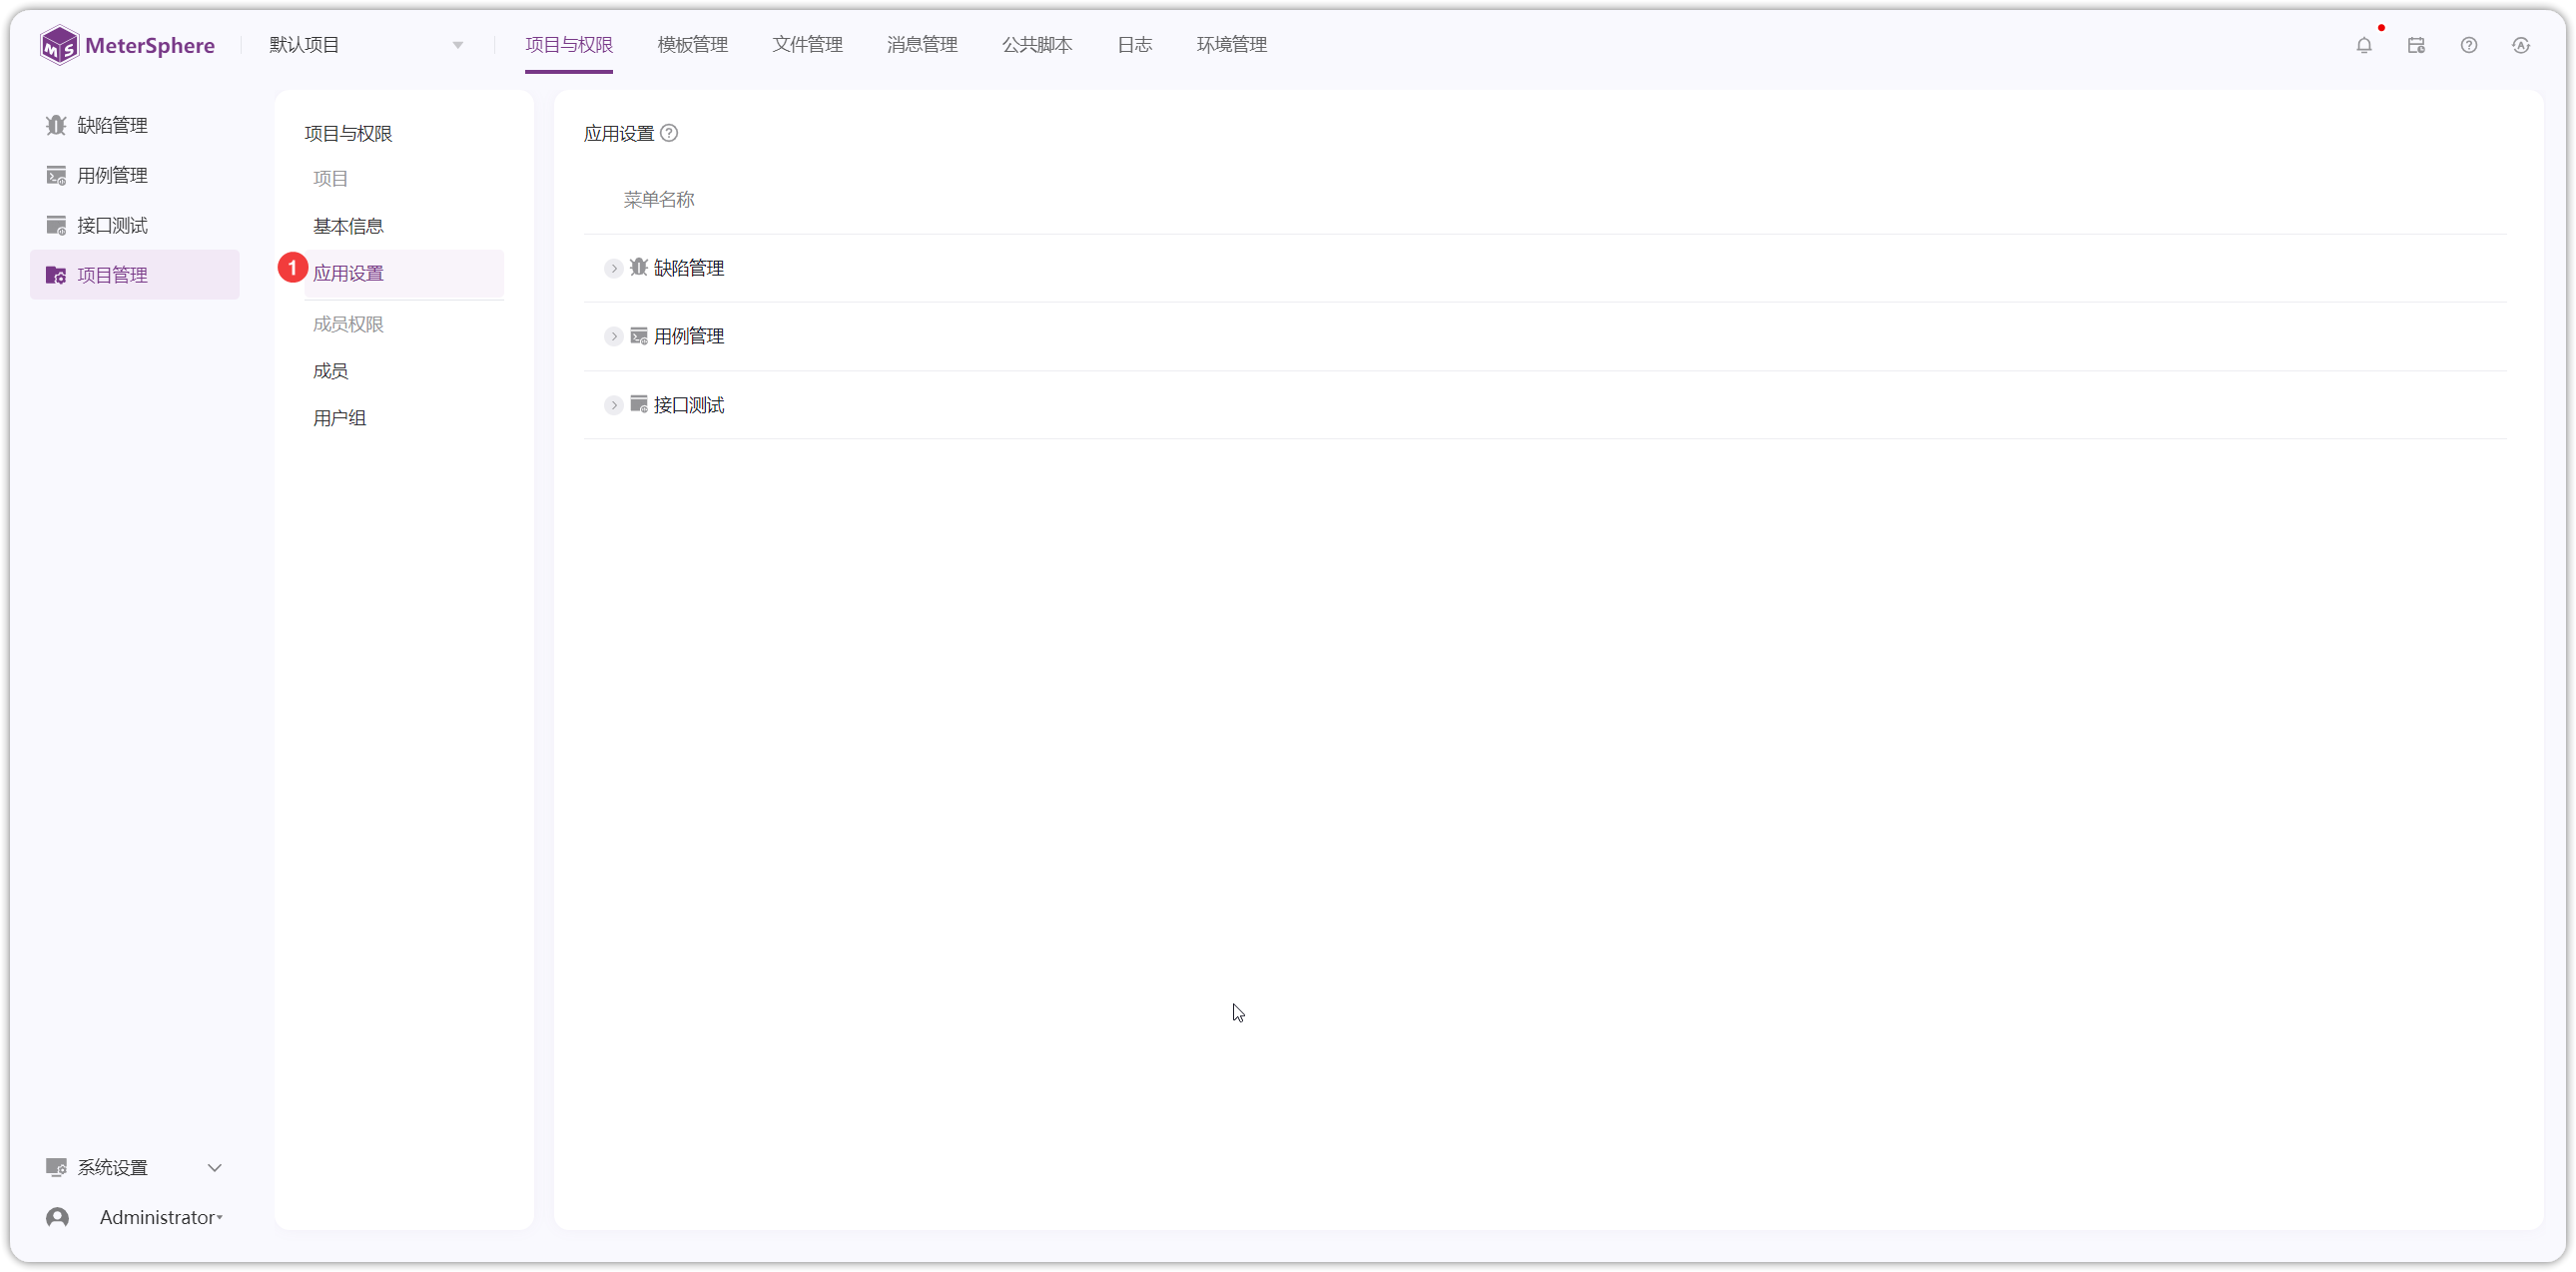 MeterSphere
默认项目
项目与权限
模板管理
文件管理
消息管理
公共脚本
日志
环境管理
缺陷管理
用例管理
接口测试
项目管理
项目与权限
项目
基本信息
1 应用设置
成员权限
成员
用户组
应用设置
菜单名称
缺陷管理
用例管理
接口测试
系统设置
Administrator